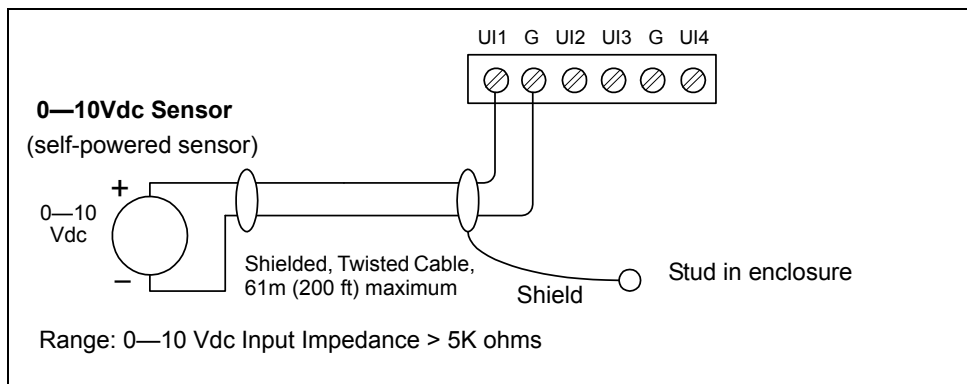 UI1 G UI2 UI3 G UI4
0—10Vdc Sensor
(self-powered sensor)
+
0—10
Vdc
–
Shielded, Twisted Cable,
61m (200 ft) maximum
Shield
Stud in enclosure
Range: 0—10 Vdc Input Impedance > 5K ohms